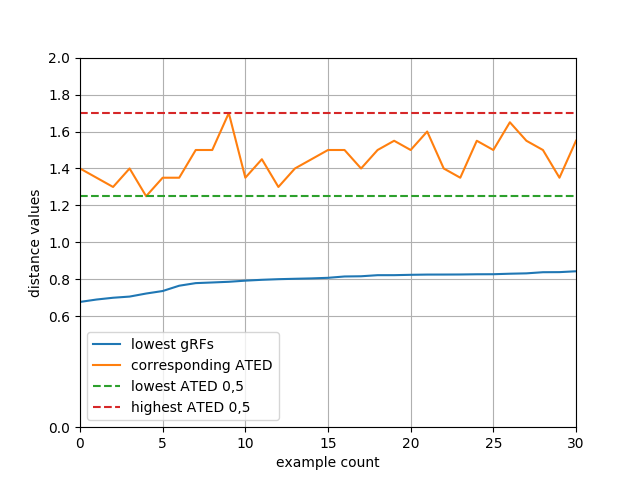 2.0
1.8
1.6
1.4
1.2
1.0
0.8
0.6
0.0
distance values
lowest gRFs
corresponding ATED
lowest ATED 0,5
highest ATED 0,5
0 5 10 15 20 25 30
example count